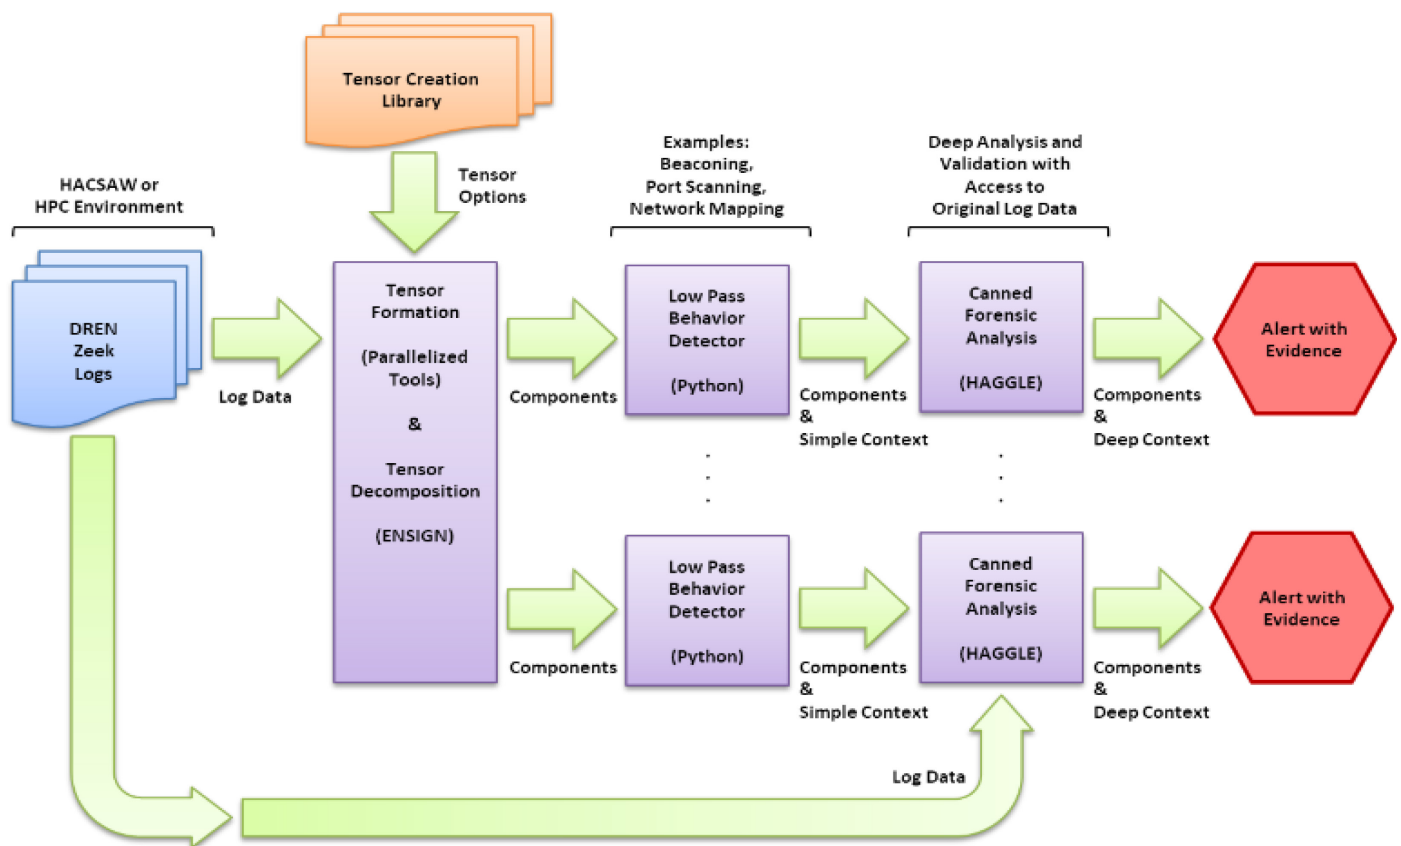 Tensor Creation
Library
Tensor
Options
HACSAW or
HPC Environment
Examples:
Beaconing,
Port Scanning,
Network Mapping
Deep Analysis and
Validation with
Access to
Original Log Data
DREN
Zeek
Logs
Log Data
Tensor
Formation
(Parallelized
Tools)
&
Tensor
Decomposition
(ENSIGN)
Components
Low Pass
Behavior
Detector
(Python)
Components
&
Simple Context
Canned
Forensic
Analysis
(HAGGLE)
Components
&
Deep Context
Alert with
Evidence
Components
Low Pass
Behavior
Detector
(Python)
Components
&
Simple Context
Canned
Forensic
Analysis
(HAGGLE)
Components
&
Deep Context
Alert with
Evidence
Log Data